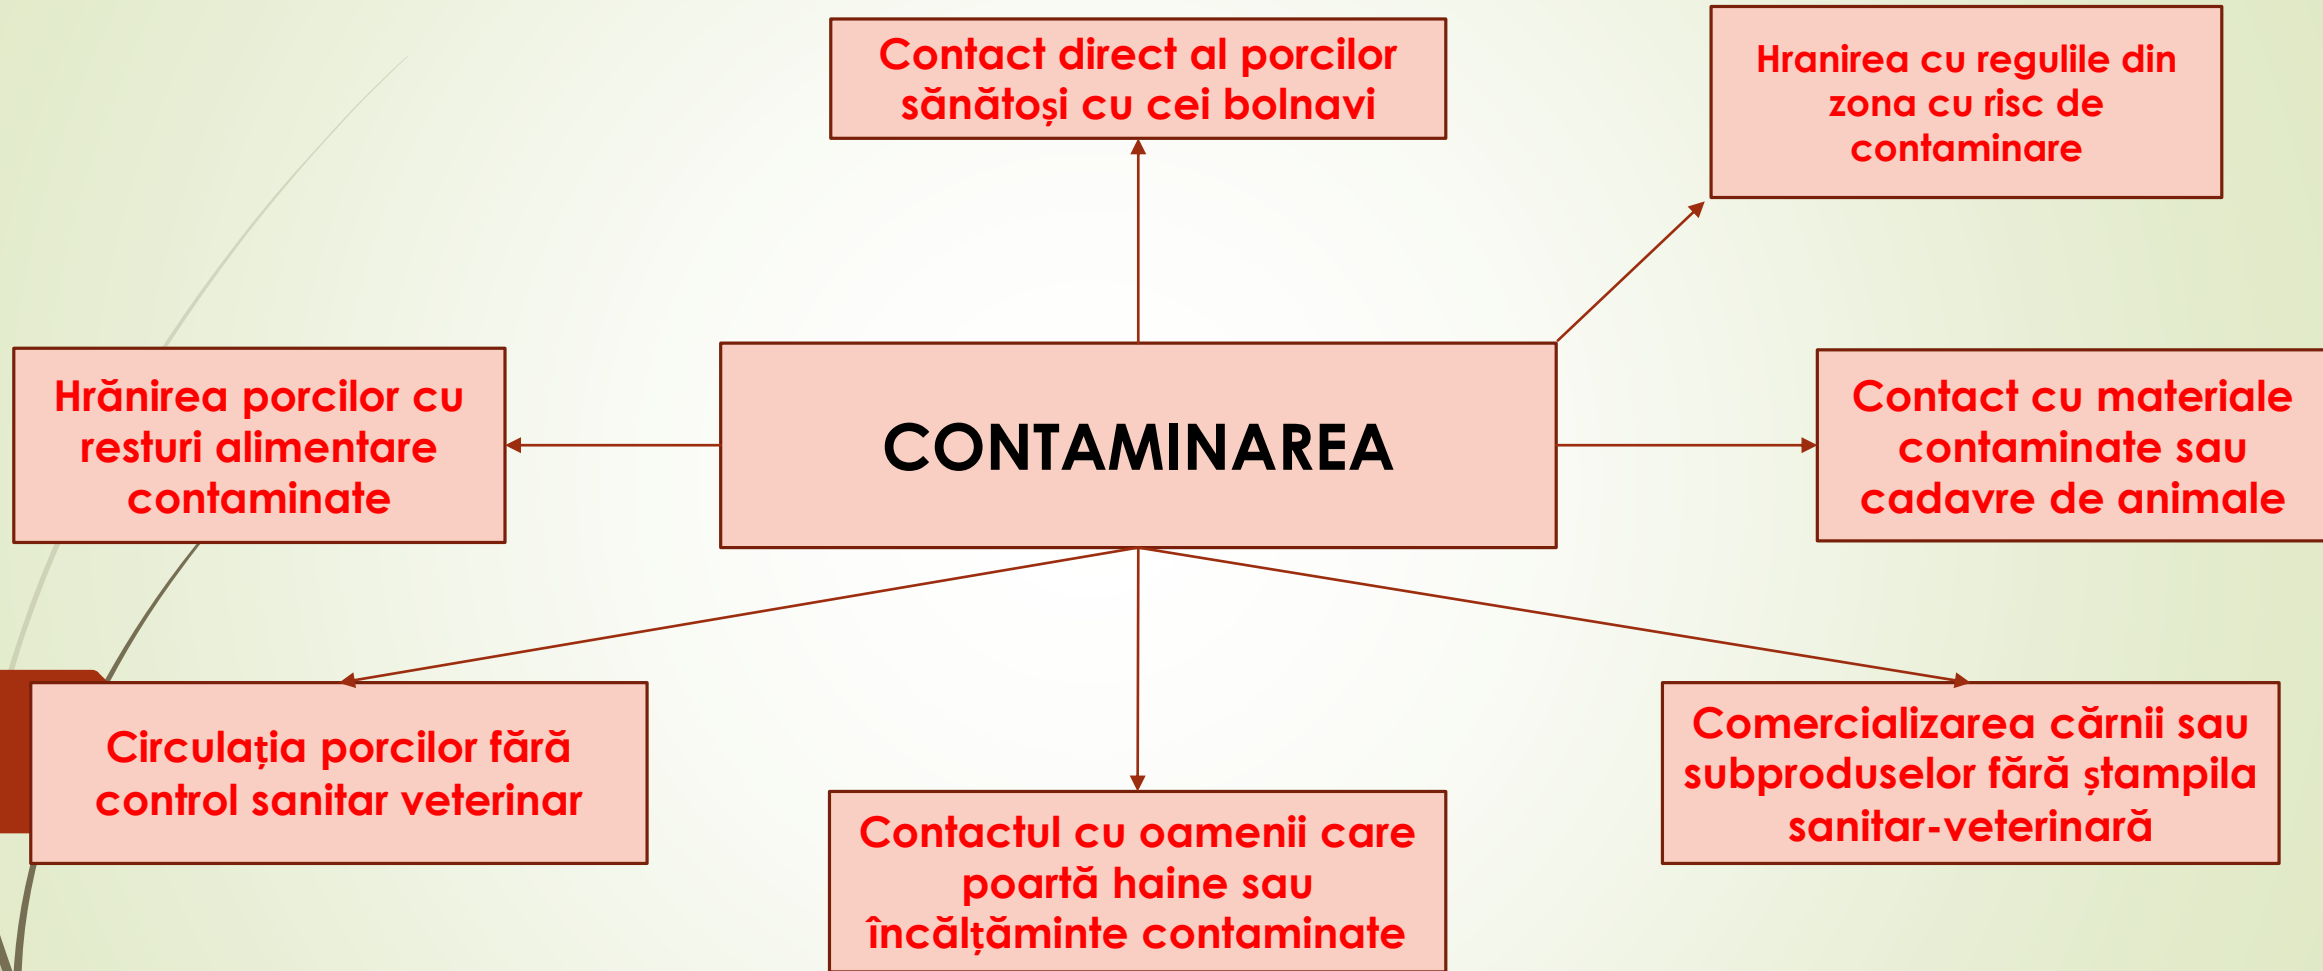 Contact direct al porcilor
sănătoși cu cei bolnavi
Hranirea cu regulile din
zona cu risc de
contaminare
Hrănirea porcilor cu
resturi alimentare
contaminate
CONTAMINAREA
Contact cu materiale
contaminate sau
cadavre de animale
Circulația porcilor fără
control sanitar veterinar
Contactul cu oamenii care
poartă haine sau
încălțăminte contaminate
Comercializarea cărnii sau
subproduselor fără ștampila
sanitar-veterinară